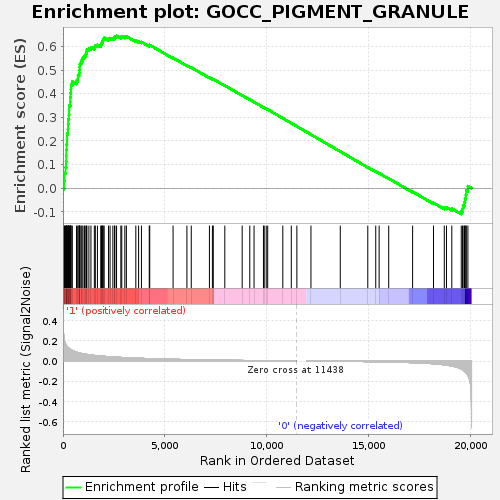 Enrichment plot: GOCC_PIGMENT_GRANULE
Enrichment score (ES)
0.6
0.5
0.4
0.3
0.2
0.1
0.0
-0.1
'1' (positively correlated)
Ranked list metric (Signal2Noise)
0.4
0.2
0.0
-0.2
-0.4
-0.6
Zero cross at 11438
'0' (negatively correlated)
0 5,000 10,000 15,000 20,000
Rank in Ordered Dataset
Enrichment profile Hits Ranking metric scores